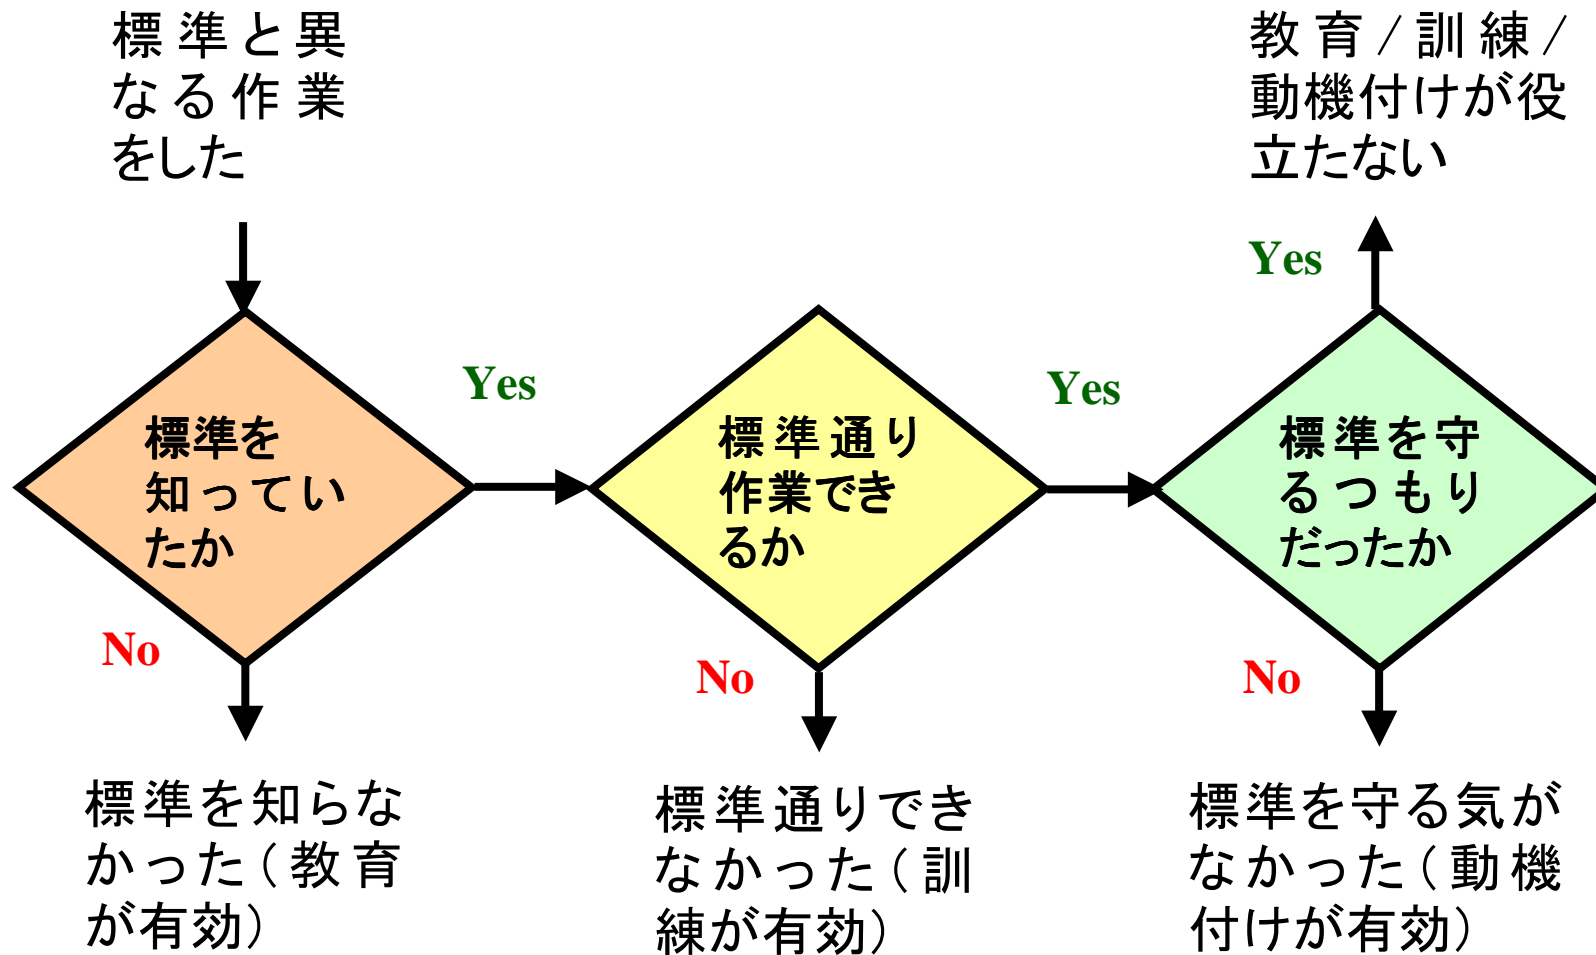 標準と異
なる作業
をした
教育/訓練/
動機付けが役
立たない
Yes
Yes
Yes
標準を
知ってい
たか
標準通り
作業でき
るか
標準を守
るつもり
だったか
No
No
No
標準を知らな
かった(教育
が有効)
標準通りでき
なかった(訓
練が有効)
標準を守る気が
なかった(動機
付けが有効)